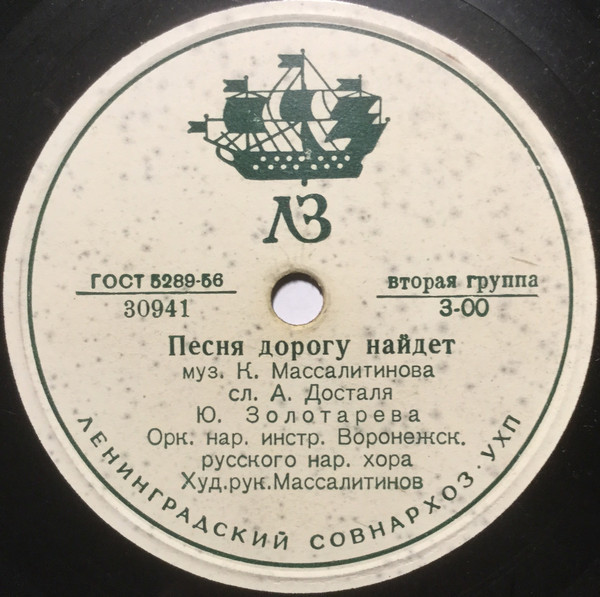 ЛЗ
ГОСТ 5289-56
30941
вторая группа
3-00
Песня дорогу найдет
муз. К. Массалитинова
сл. А. Досталя
Ю. Золотарева
Орк. нар. инстр. Воронежск.
русского нар. хора
Худ.рук.Массалитинов
ЛЕНИНГРАДСКИЙ СОВНАРХОЗ · УХП